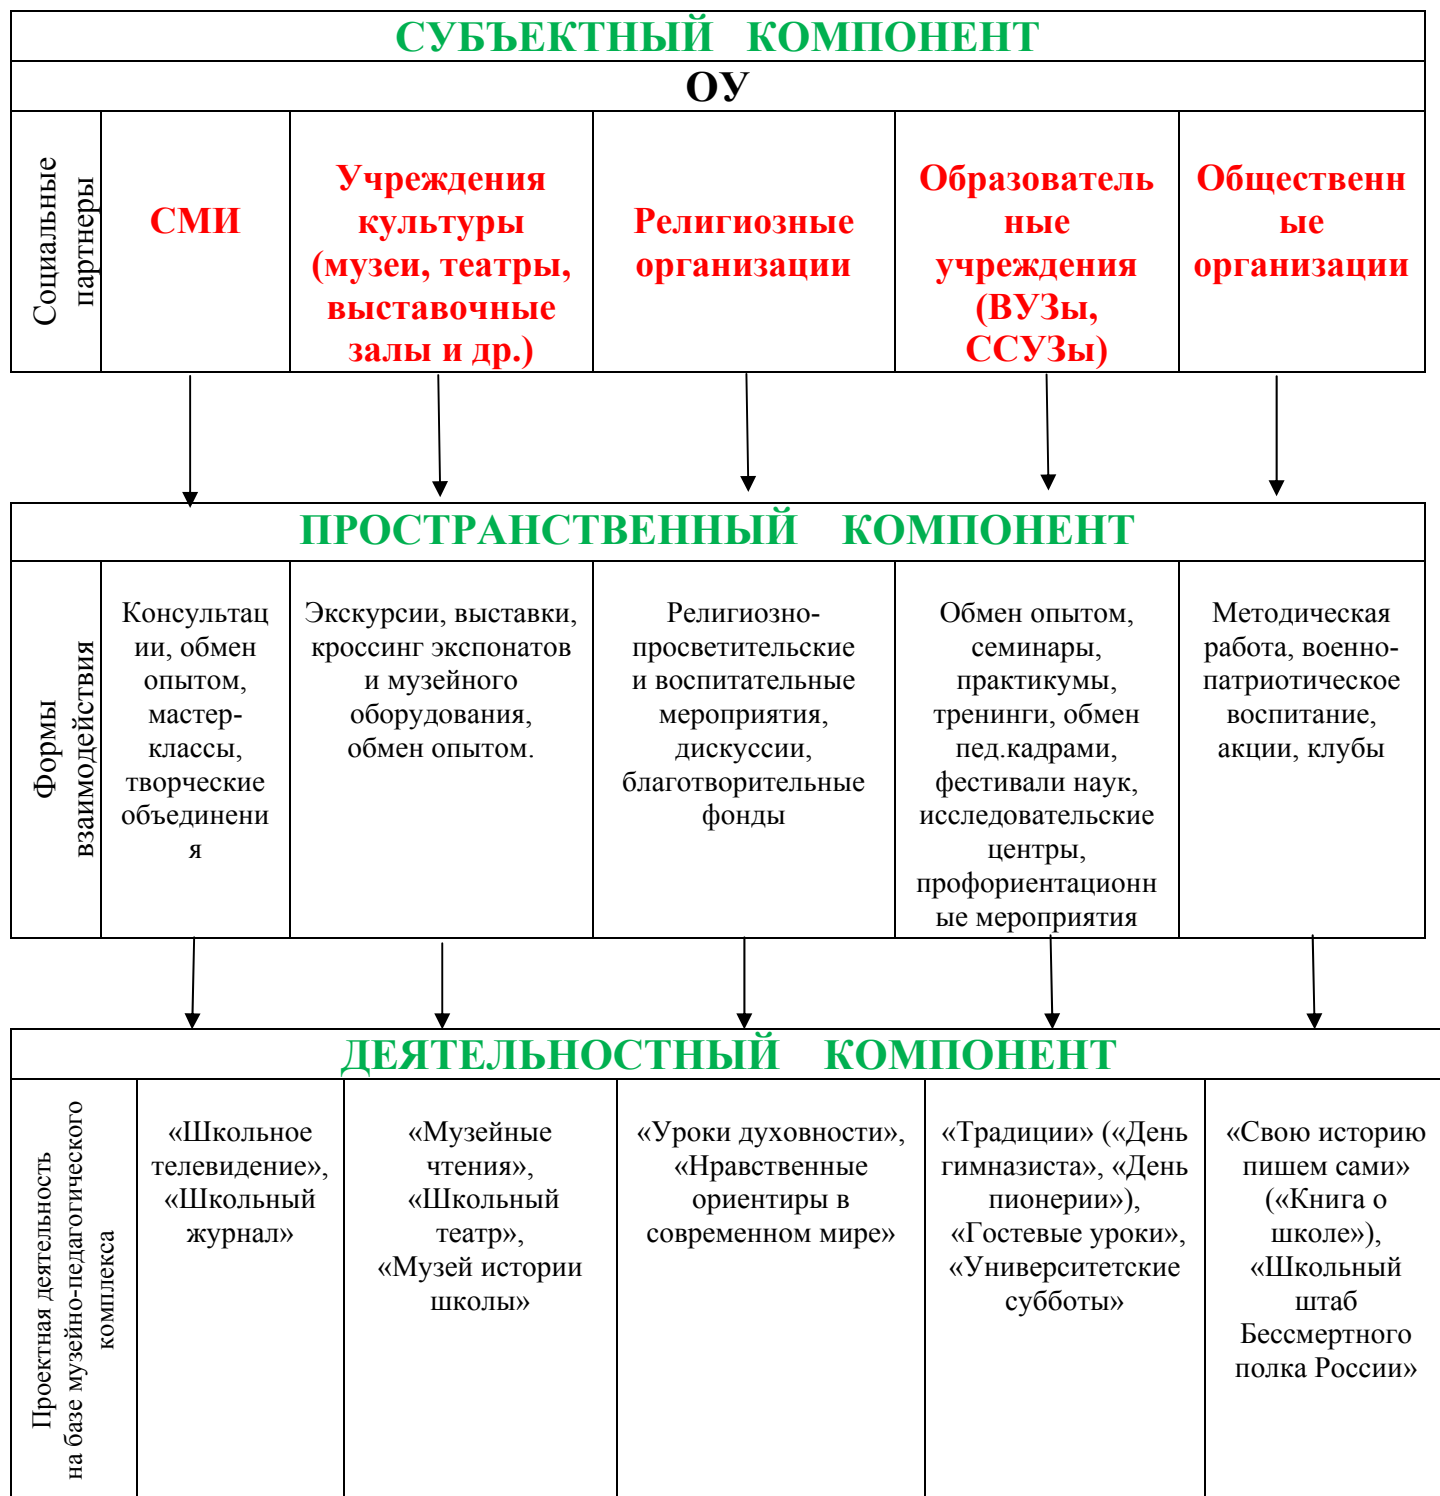 СУБЪЕКТНЫЙ КОМПОНЕНТ
ОУ
Социальные
партнеры
СМИ
Учреждения
культуры
(музеи, театры,
выставочные
залы и др.)
Религиозные
организации
Образователь
ные
учреждения
(ВУЗы,
ССУЗы)
Общественн
ые
организации
ПРОСТРАНСТВЕННЫЙ КОМПОНЕНТ
Формы
взаимодействия
Консультац
ии, обмен
опытом,
мастер-
классы,
творческие
объединени
я
Экскурсии, выставки,
кроссинг экспонатов
и музейного
оборудования,
обмен опытом.
Религиозно-
просветительские
и воспитательные
мероприятия,
дискуссии,
благотворительные
фонды
Обмен опытом,
семинары,
практикумы,
тренинги, обмен
пед.кадрами,
фестивали наук,
исследовательские
центры,
профориентационн
ые мероприятия
Методическая
работа, военно-
патриотическое
воспитание,
акции, клубы
ДЕЯТЕЛЬНОСТНЫЙ КОМПОНЕНТ
Проектная деятельность
на базе музейно-педагогического
комплекса
«Школьное
телевидение»,
«Школьный
журнал»
«Музейные
чтения»,
«Школьный
театр»,
«Музей истории
школы»
«Уроки духовности»,
«Нравственные
ориентиры в
современном мире»
«Традиции» («День
гимназиста», «День
пионерии»),
«Гостевые уроки»,
«Университетские
субботы»
«Свою историю
пишем сами»
(«Книга о
школе»),
«Школьный
штаб
Бессмертного
полка России»